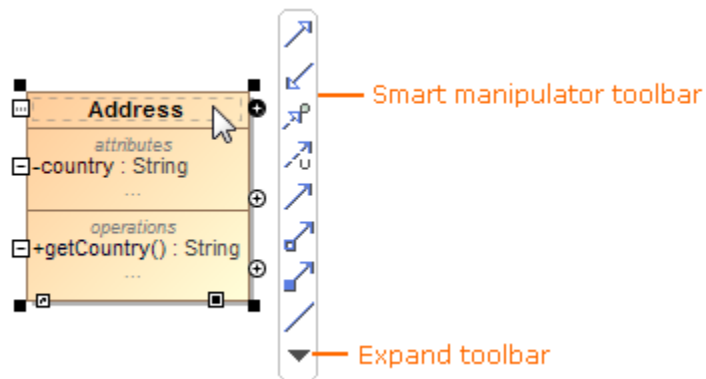 Address
attributes
-country : String
...
operations
+getCountry() : String
...
Smart manipulator toolbar
Expand toolbar